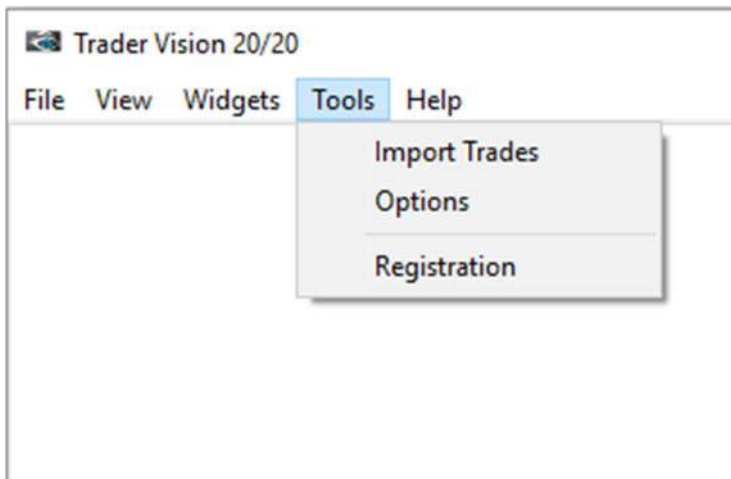 Trader Vision 20/20
File View Widgets Tools Help
Import Trades
Options
Registration